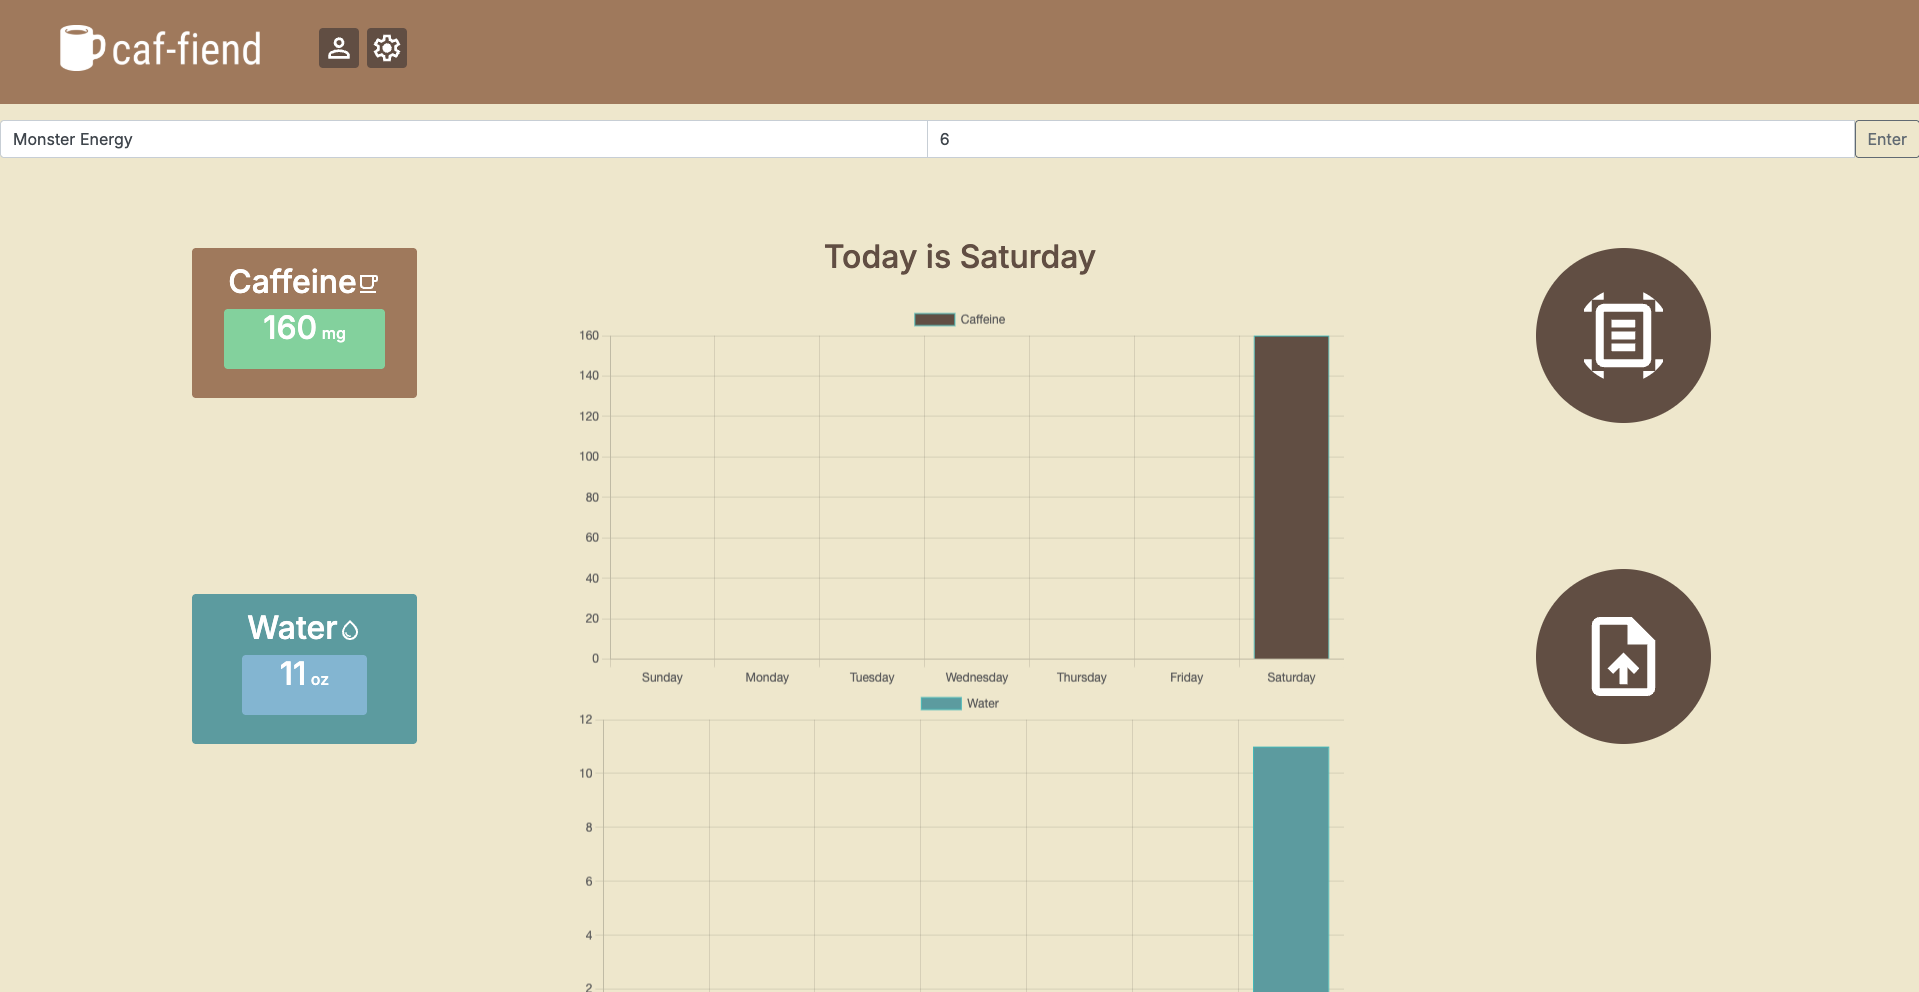 caf-fiend
Monster Energy
6
Enter
Today is Saturday
Caffeine
160 mg
Caffeine
160
140
120
100
80
60
40
20
0
Sunday Monday Tuesday Wednesday Thursday Friday Saturday
Water
11 oz
Water
12
10
8
6
4
2